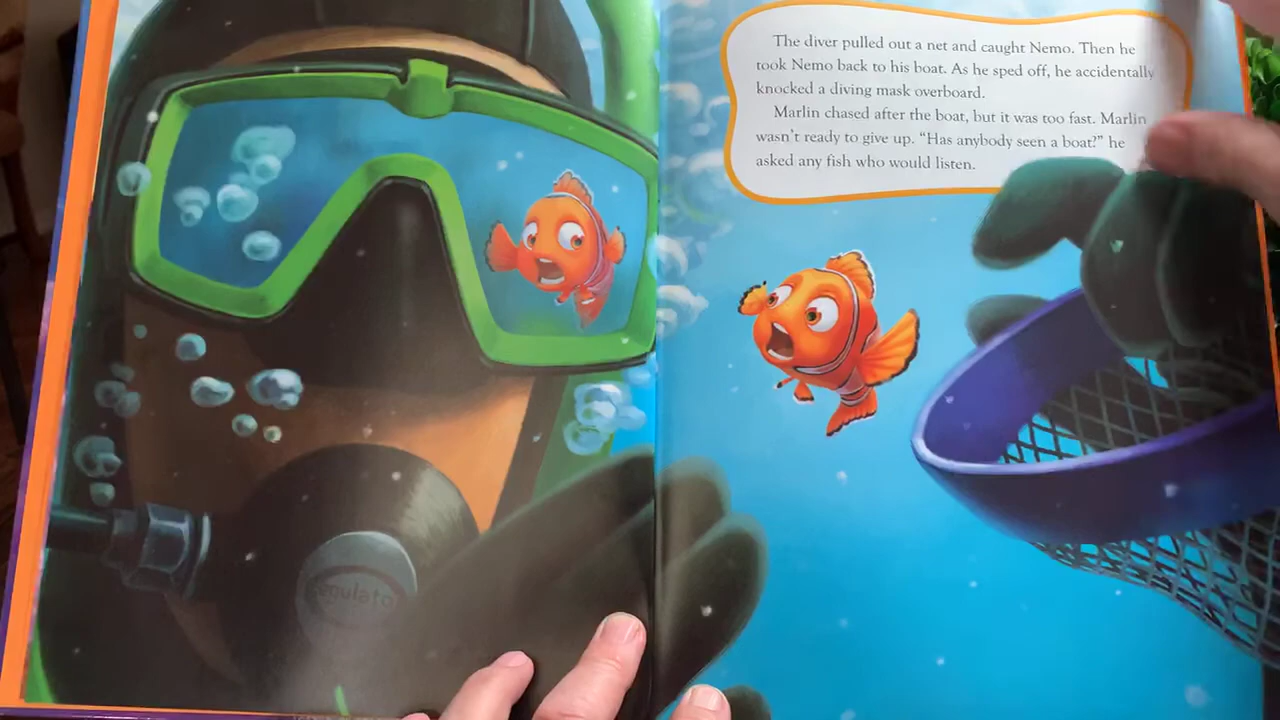 The diver pulled out a net and caught Nemo. Then he
took Nemo back to his boat. As he sped off, he accidentally
knocked a diving mask overboard.
Marlin chased after the boat, but it was too fast. Marlin
wasn't ready to give up. "Has anybody seen a boat?" he
asked any fish who would listen.
egulato